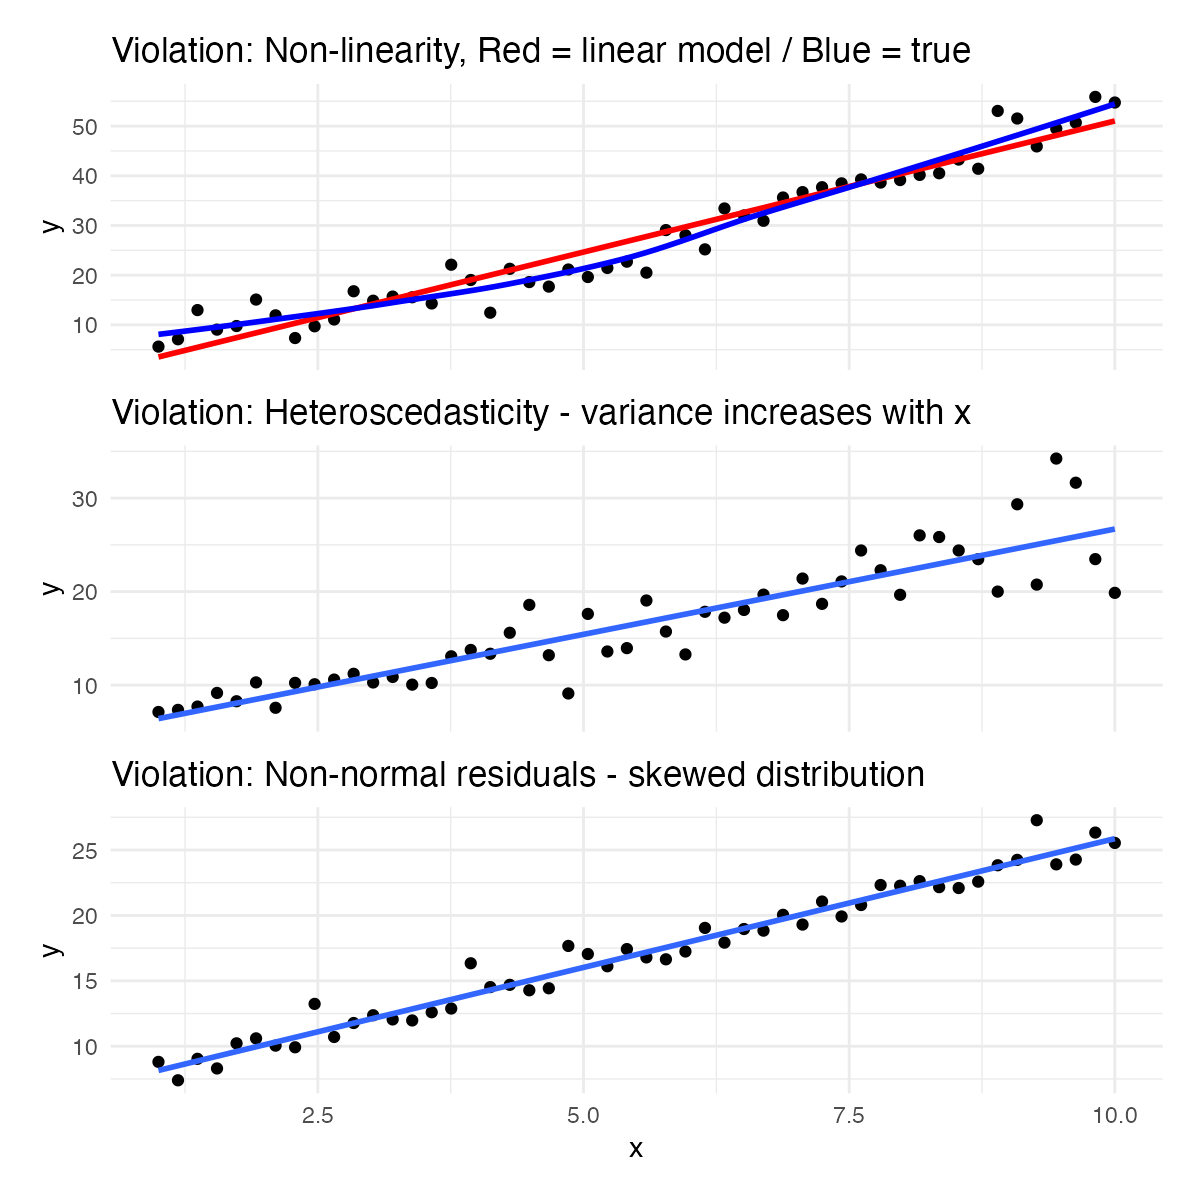 Violation: Non-linearity, Red = linear model / Blue = true
50
40
30
20
10
y
Violation: Heteroscedasticity - variance increases with x
30
20
10
y
Violation: Non-normal residuals - skewed distribution
25
20
15
10
y
2.5 5.0 7.5 10.0
x